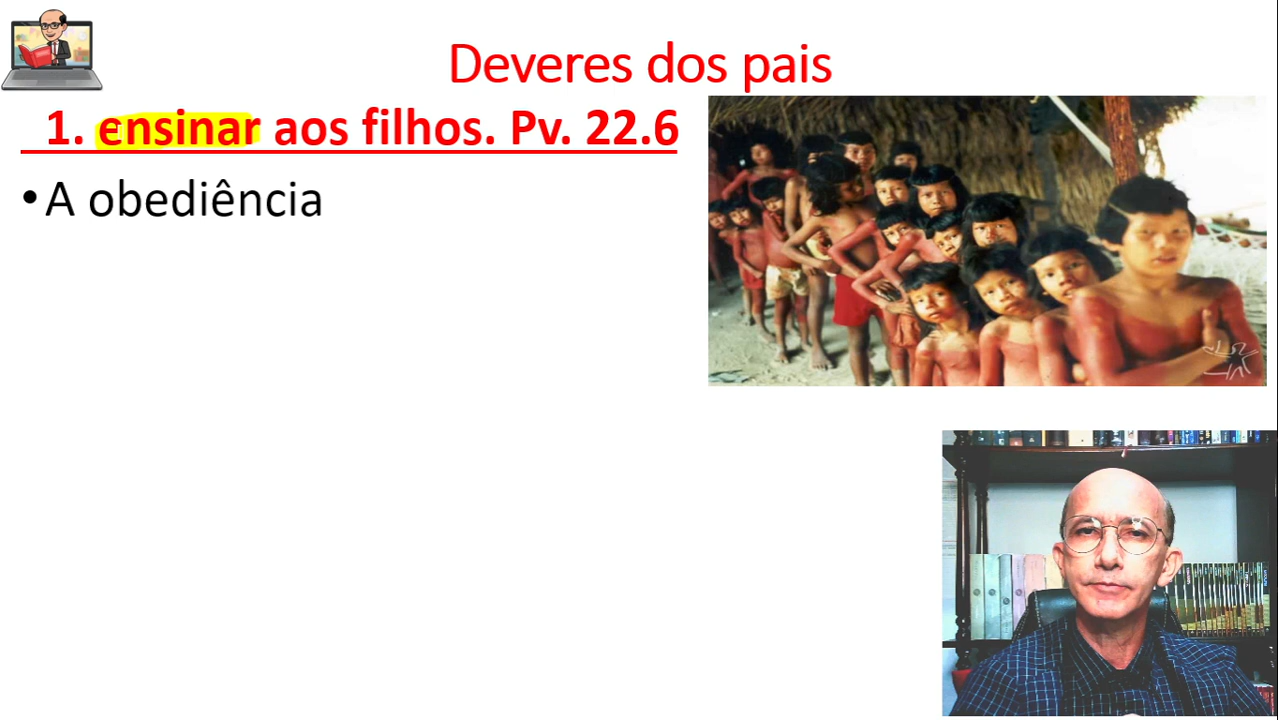 Deveres dos pais
1. ensinar aos filhos. Pv. 22.6
• A obediência